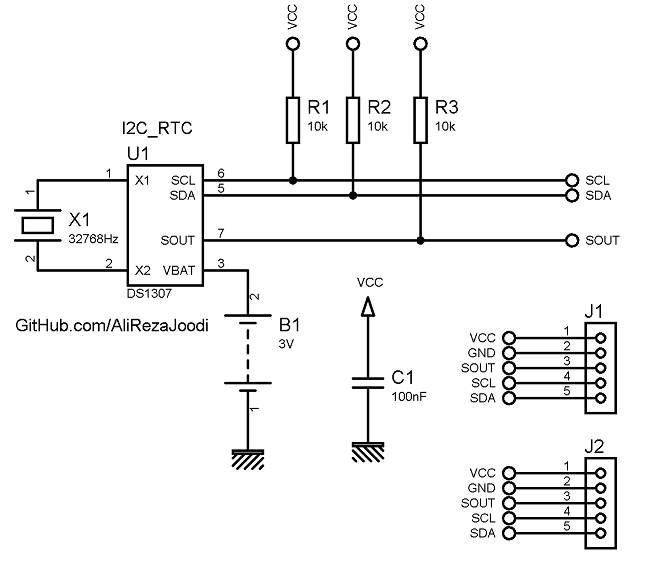 VCC VCC VCC
R1 R2 R3
10k 10k 10k
I2C_RTC
U1
1 X1 SCL 6 SCL
SDA 5 SDA
1
X1
32768Hz
SOUT 7 SOUT
2
2 X2 VBAT 3
DS1307
2
VCC
GitHub.com/AliRezaJoodi
B1
3V
J1
VCC 1
GND 2
SOUT 3
SCL 4
SDA 5
C1
100nF
1
J2
VCC 1
GND 2
SOUT 3
SCL 4
SDA 5